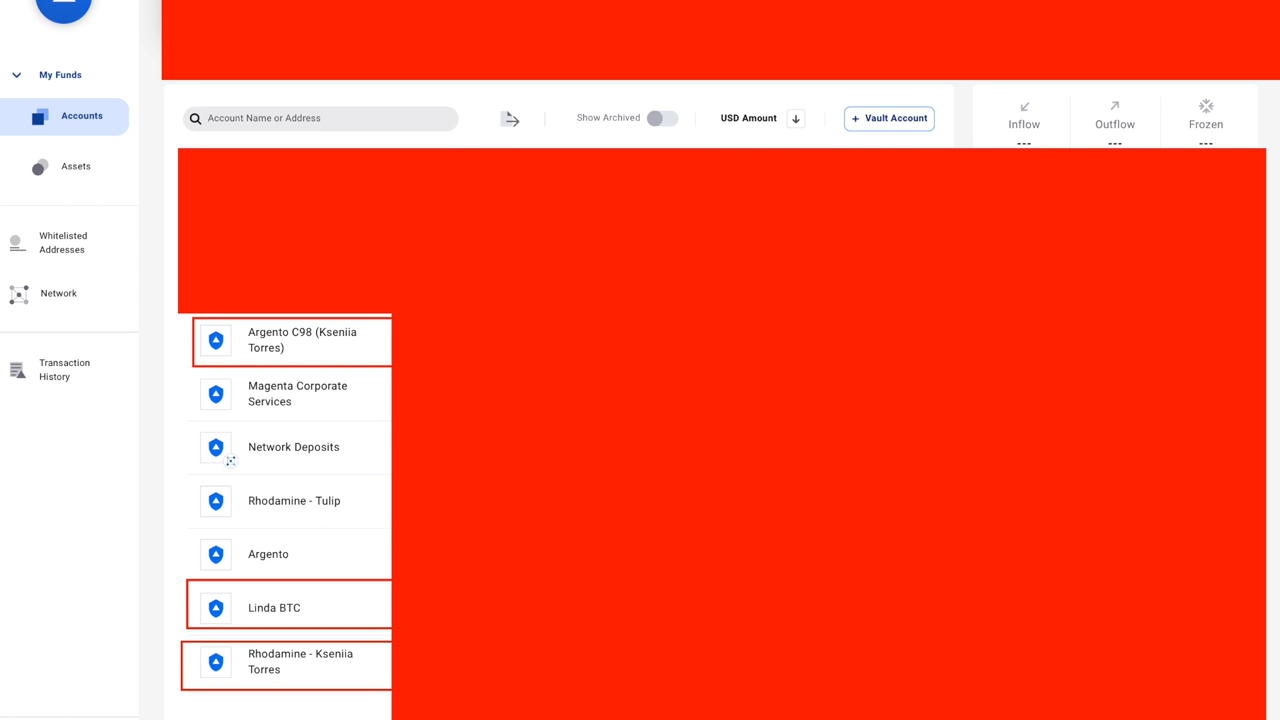 My Funds
Accounts
Assets
Whitelisted
Addresses
Network
Transaction
History
Account Name or Address
Show Archived
USD Amount
+ Vault Account
Inflow
Outflow
Frozen
---
---
---
Argento C98 (Kseniia
Torres)
Magenta Corporate
Services
Network Deposits
Rhodamine - Tulip
Argento
Linda BTC
Rhodamine - Kseniia
Torres